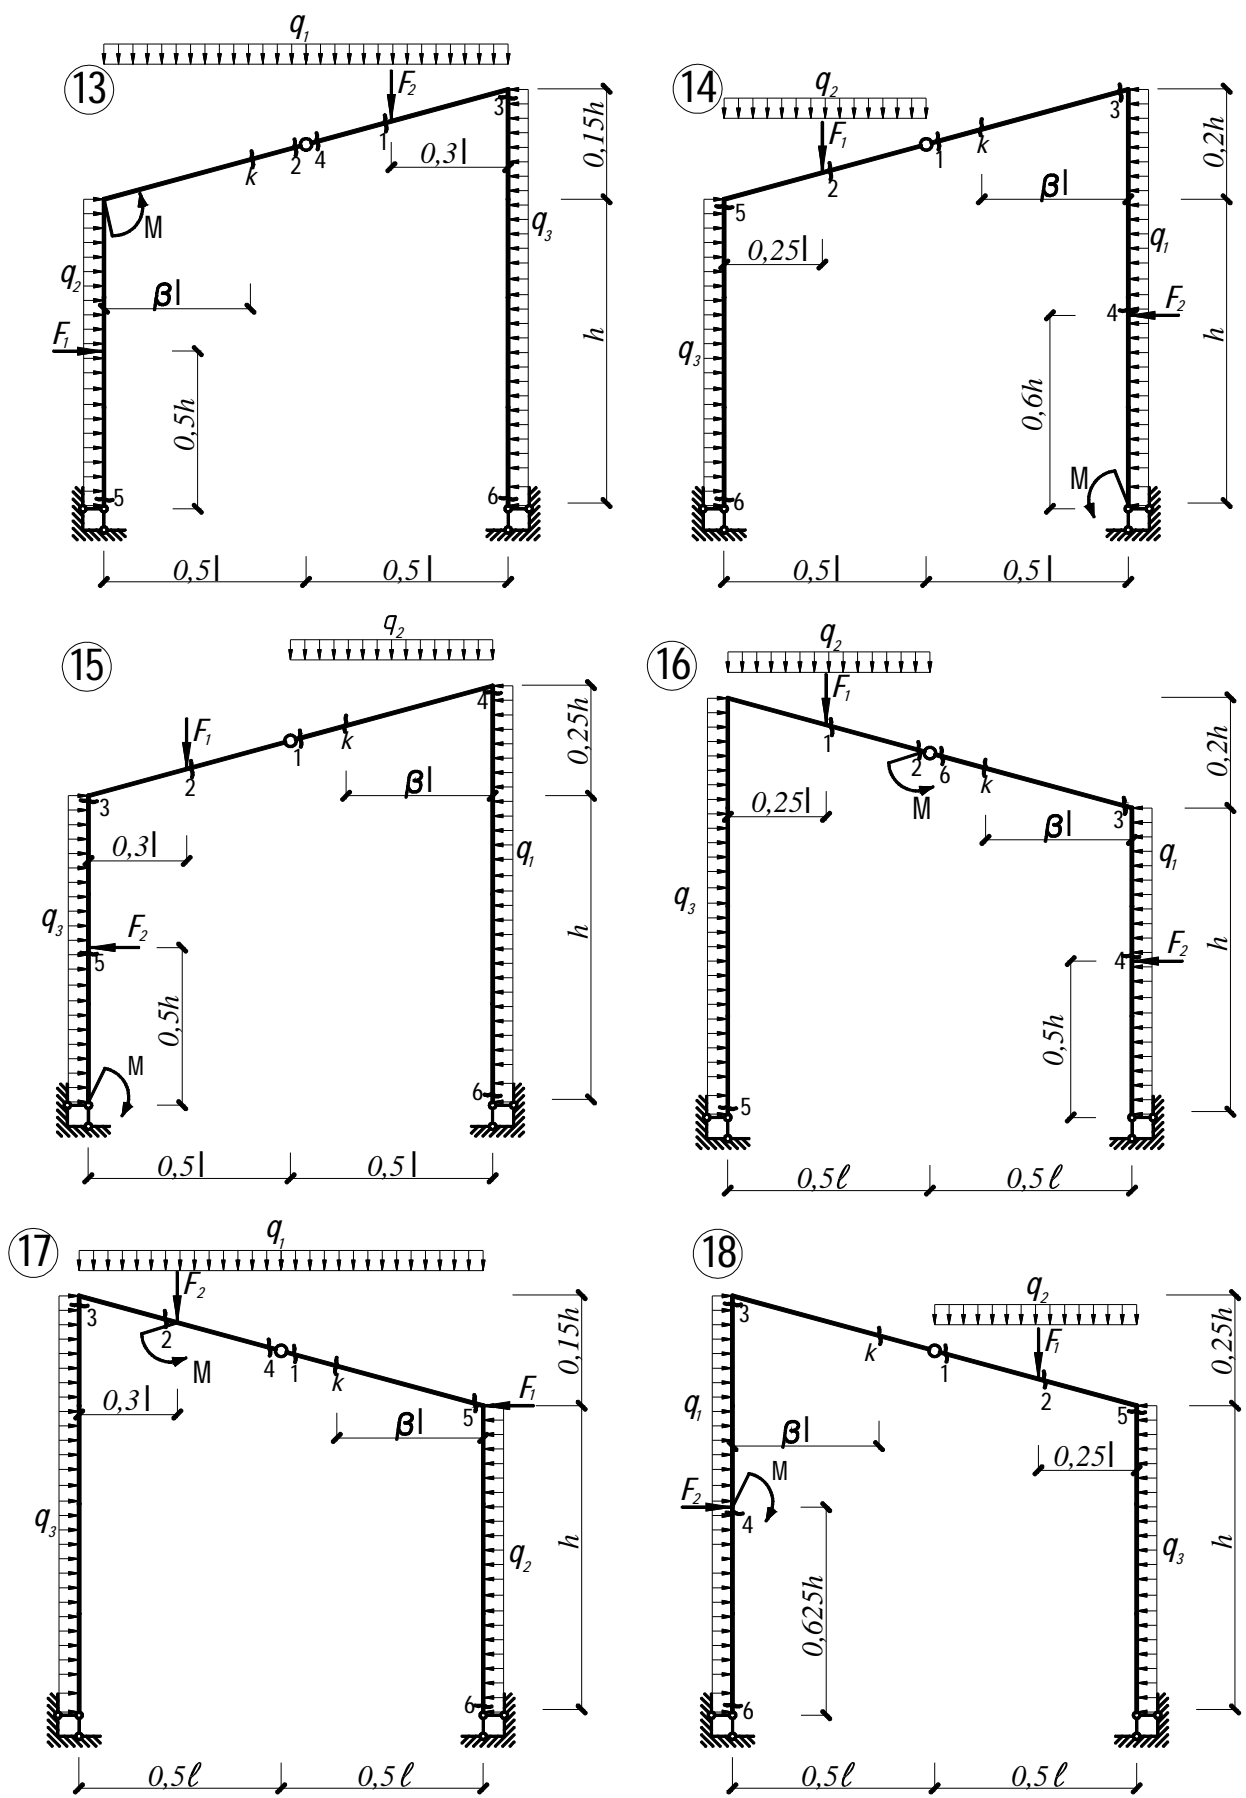 13
q₁
F₂
3
0,15h
1
2
4
k
0,3l
M
q₃
q₂
βl
F₁
h
0,5h
5
6
0,5l
0,5l
14
q₂
F₁
3
0,2h
1
k
2
βl
5
0,25l
q₁
4
F₂
q₃
h
0,6h
M
6
0,5l
0,5l
15
q₂
4
0,25h
F₁
1
k
2
βl
3
0,3l
q₁
q₃
F₂
h
5
0,5h
M
6
0,5l
0,5l
16
q₂
F₁
0,2h
1
2
6
k
M
0,25l
3
βl
q₁
q₃
h
4
F₂
0,5h
5
0,5ℓ
0,5ℓ
17
q₁
F₂
3
0,15h
2
4
1
k
M
0,3l
F₁
5
βl
q₃
q₂
h
6
0,5ℓ
0,5ℓ
18
q₂
3
0,25h
F₁
k
1
2
q₁
5
βl
0,25l
M
F₂
4
q₃
h
0,625h
6
0,5ℓ
0,5ℓ